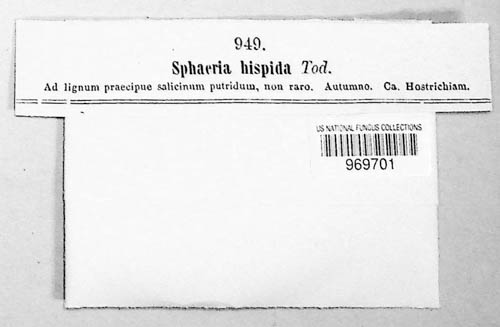 949.
Sphaeria hispida Tod.
Ad lignum praecipue salicinum putridum, non raro. Autumno. Ca. Hostrichiam.
US NATIONAL FUNGUS COLLECTIONS
969701